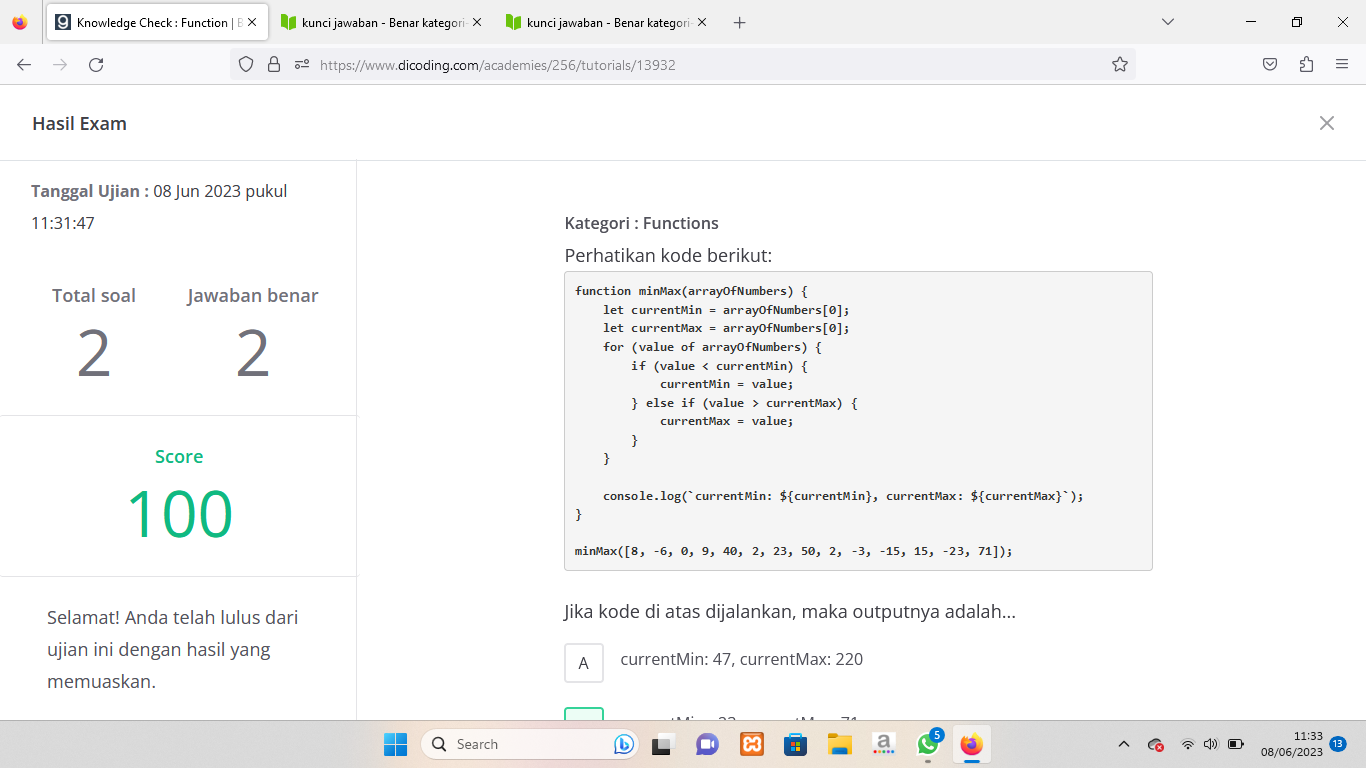 Knowledge Check : Function | B
kunci jawaban - Benar kategori-
kunci jawaban - Benar kategori-
https://www.dicoding.com/academies/256/tutorials/13932
Hasil Exam
Tanggal Ujian : 08 Jun 2023 pukul
11:31:47
Total soal
2
Jawaban benar
2
Score
100
Selamat! Anda telah lulus dari
ujian ini dengan hasil yang
memuaskan.
Kategori : Functions
Perhatikan kode berikut:
function minMax(arrayOfNumbers) {
    let currentMin = arrayOfNumbers[0];
    let currentMax = arrayOfNumbers[0];
    for (value of arrayOfNumbers) {
        if (value < currentMin) {
            currentMin = value;
        } else if (value > currentMax) {
            currentMax = value;
        }
    }
    console.log(`currentMin: ${currentMin}, currentMax: ${currentMax}`);
}
minMax([8, -6, 0, 9, 40, 2, 23, 50, 2, -3, -15, 15, -23, 71]);
Jika kode di atas dijalankan, maka outputnya adalah...
A
currentMin: 47, currentMax: 220
Search
5
11:33
08/06/2023
13